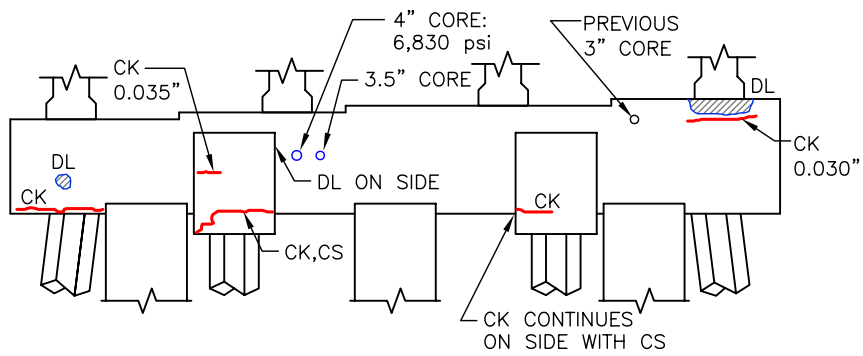 4” CORE:
6,830 psi
PREVIOUS
3” CORE
CK
0.035”
3.5” CORE
DL
CK
0.030”
DL
DL ON SIDE
CK
CK
CK,CS
CK CONTINUES
ON SIDE WITH CS